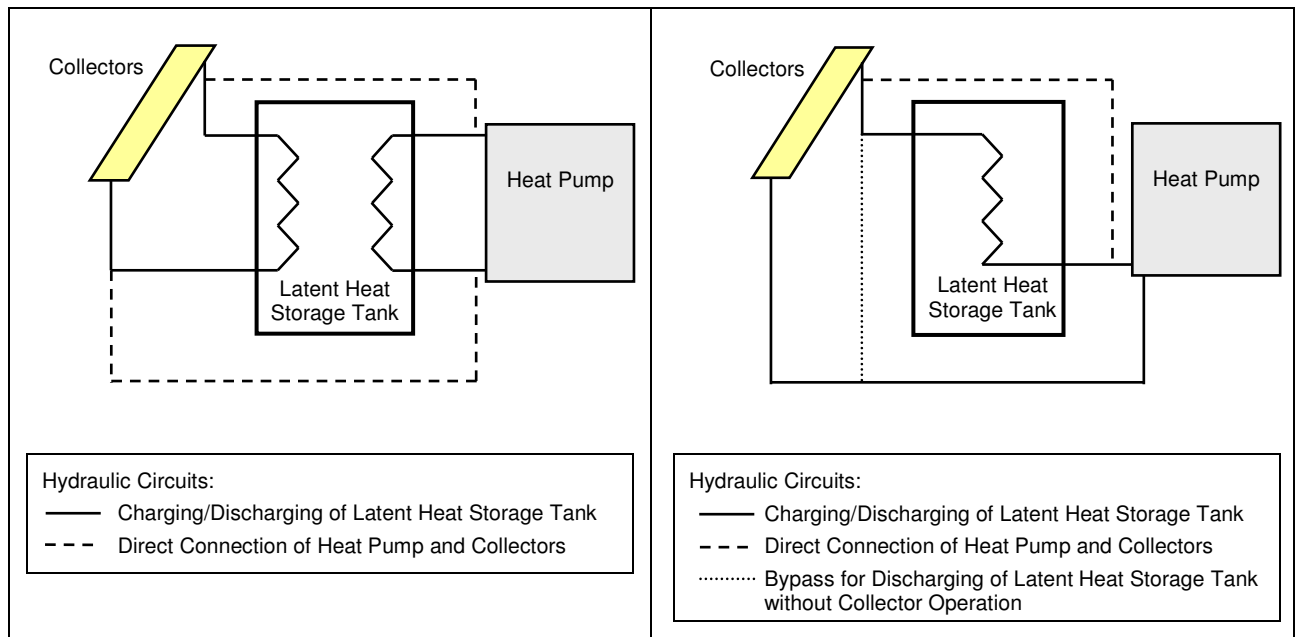 Collectors
Heat Pump
Latent Heat
Storage Tank
Hydraulic Circuits:
Charging/Discharging of Latent Heat Storage Tank
Direct Connection of Heat Pump and Collectors
Collectors
Heat Pump
Latent Heat
Storage Tank
Hydraulic Circuits:
Charging/Discharging of Latent Heat Storage Tank
Direct Connection of Heat Pump and Collectors
Bypass for Discharging of Latent Heat Storage Tank
without Collector Operation